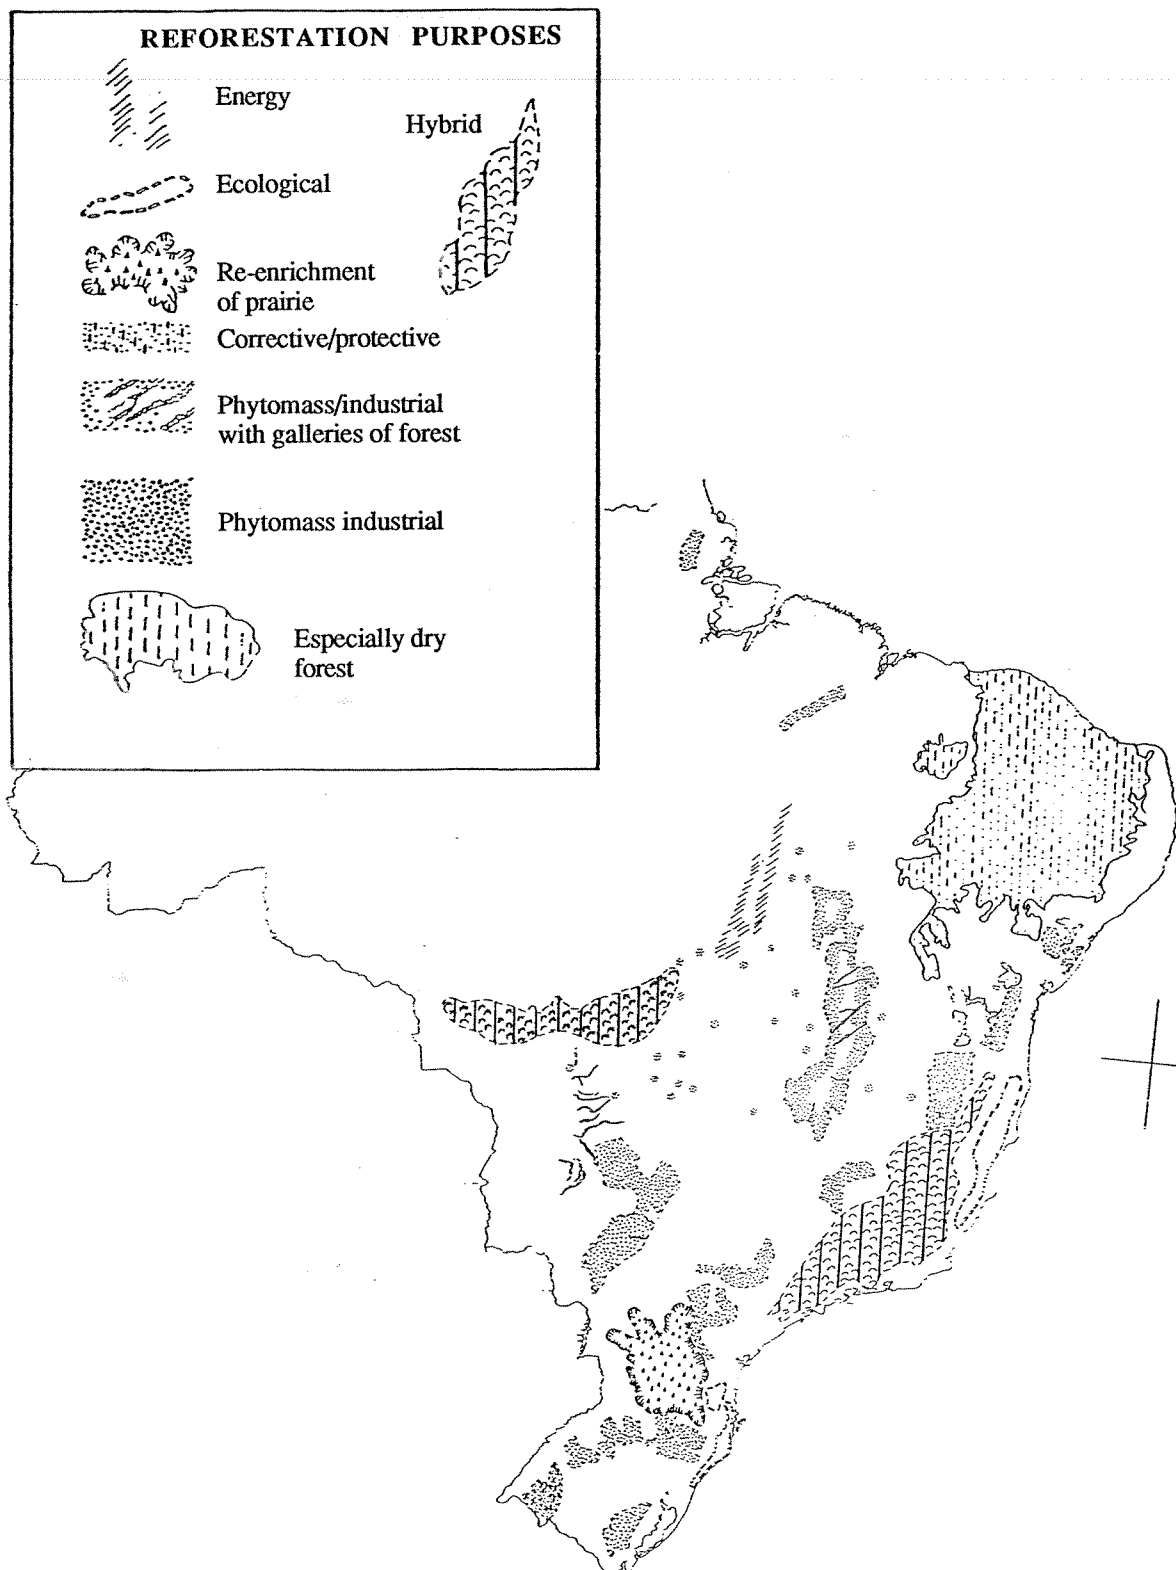 REFORESTATION PURPOSES
Energy
Hybrid
Ecological
Re-enrichment
of prairie
Corrective/protective
Phytomass/industrial
with galleries of forest
Phytomass industrial
Especially dry
forest